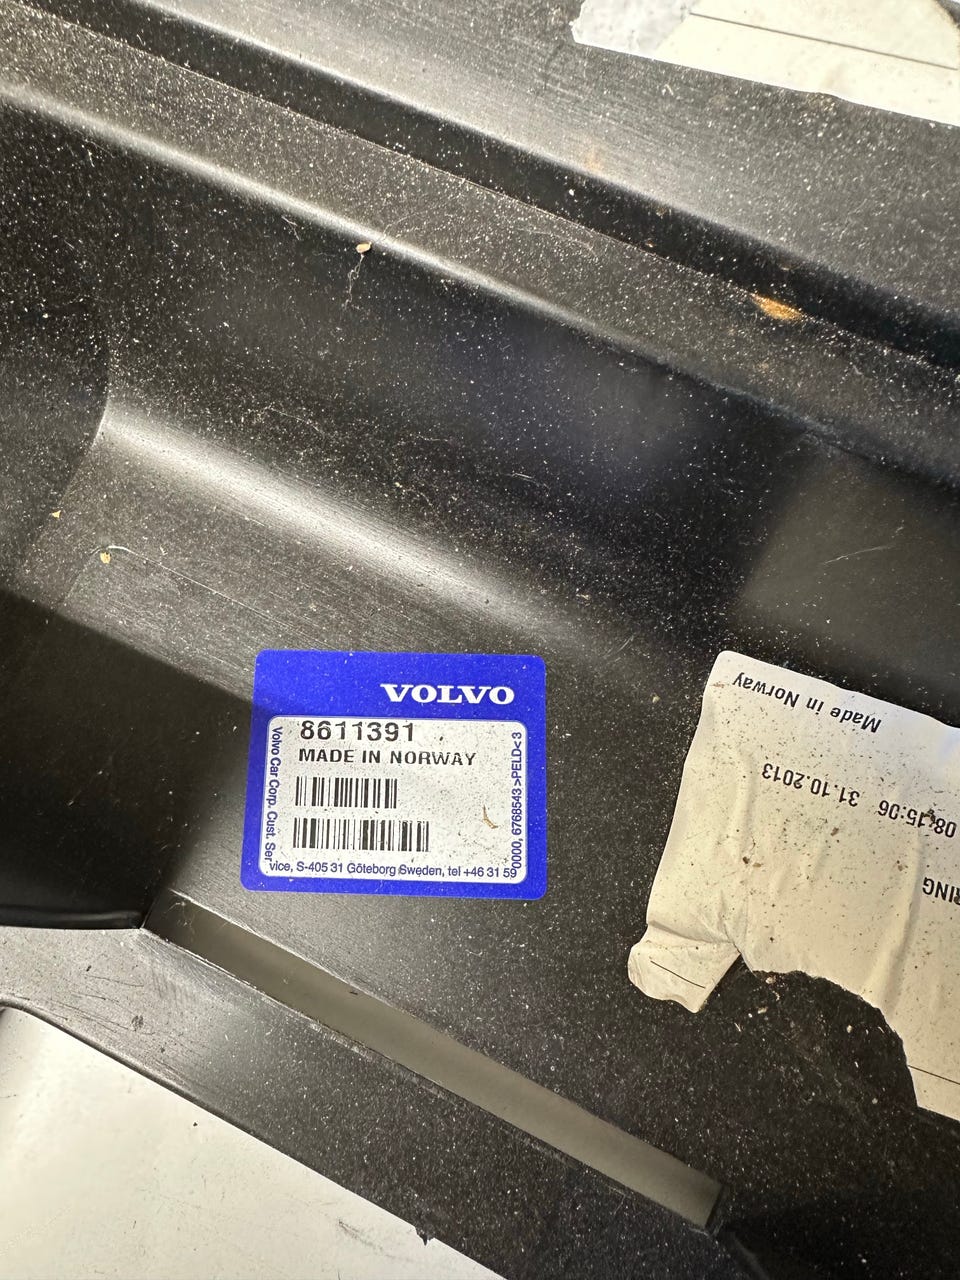 VOLVO
8611391
MADE IN NORWAY
Volvo Car Corp. Cust. Service, S-405 31 Göteborg Sweden, tel +46 31 59 0000, 6768543 >PELD< 3
Made in Norway
08:15:06 31.10.2013
RING